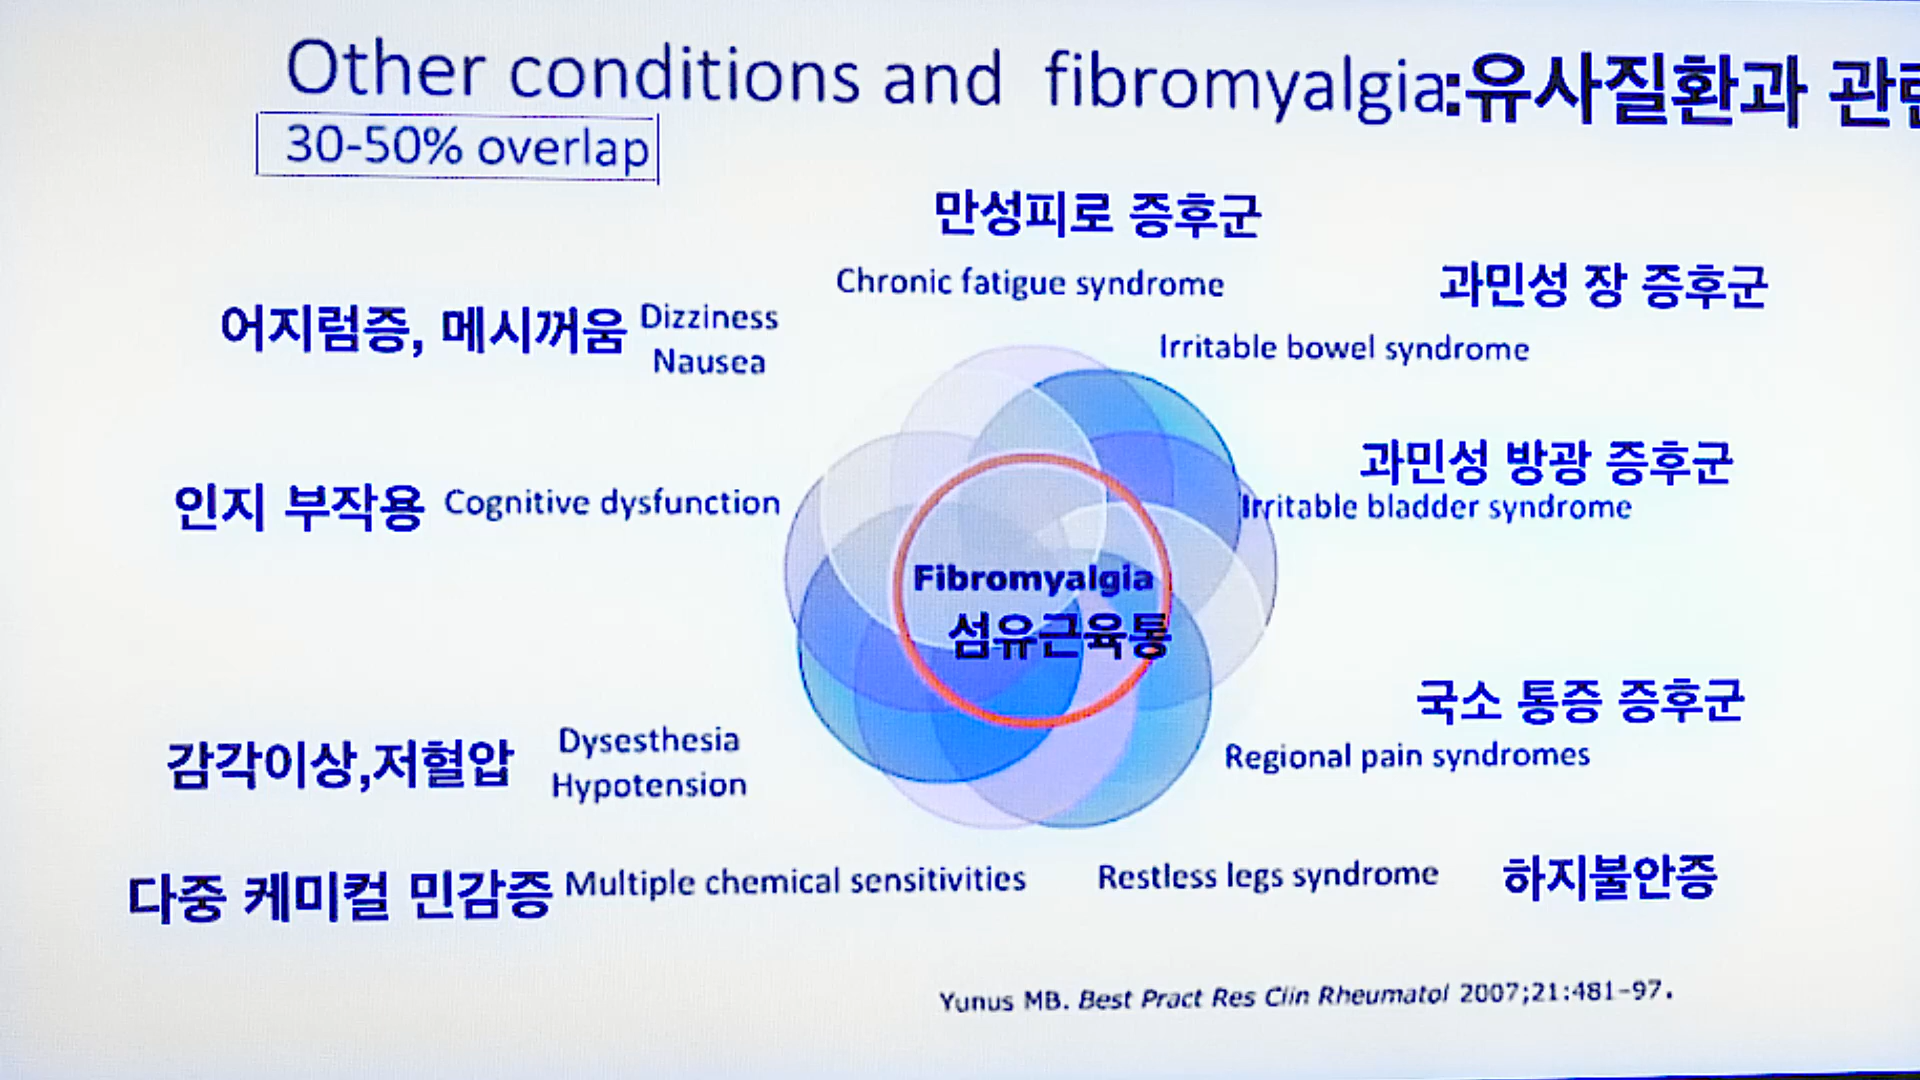 Other conditions and fibromyalgia:유사질환과
30-50% overlap
만성피로 증후군
Chronic fatigue syndrome
과민성 장 증후군
Irritable bowel syndrome
어지럼증, 메시꺼움
Dizziness
Nausea
과민성 방광 증후군
Irritable bladder syndrome
인지 부작용 Cognitive dysfunction
Fibromyalgia
섬유근육통
국소 통증 증후군
Regional pain syndromes
감각이상,저혈압
Dysesthesia
Hypotension
다중 케미컬 민감증 Multiple chemical sensitivities
Restless legs syndrome 하지불안증
Yunus MB. Best Pract Res Clin Rheumatol 2007;21:481-97.